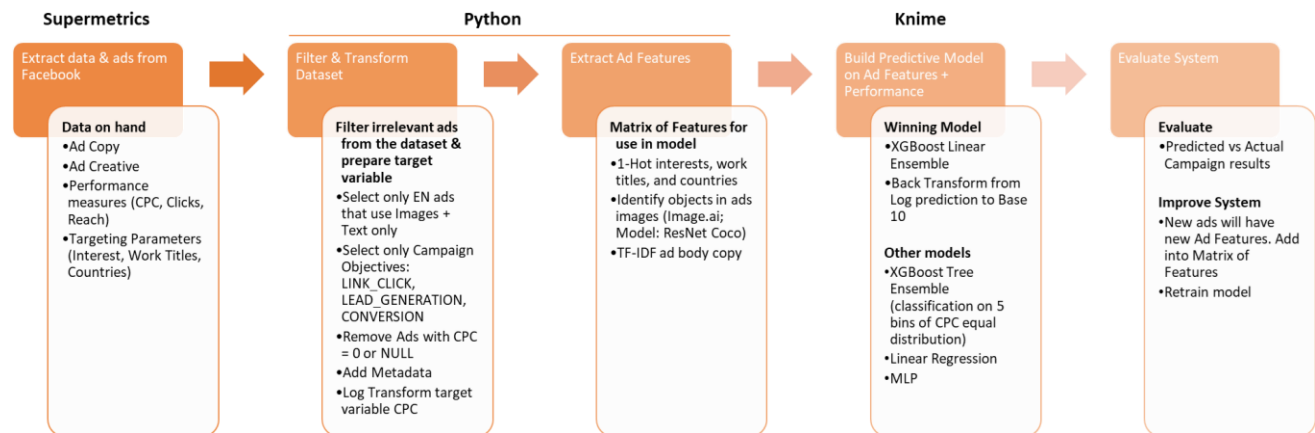 Supermetrics
Python
Knime
Extract data & ads from
Facebook
Filter & Transform
Dataset
Extract Ad Features
Build Predictive Model
on Ad Features +
Performance
Evaluate System
Data on hand
•Ad Copy
•Ad Creative
•Performance
measures (CPC, Clicks,
Reach)
•Targeting Parameters
(Interest, Work Titles,
Countries)
Filter irrelevant ads
from the dataset &
prepare target
variable
•Select only EN ads
that use Images +
Text only
•Select only Campaign
Objectives:
LINK_CLICK,
LEAD_GENERATION,
CONVERSION
•Remove Ads with CPC
= 0 or NULL
•Add Metadata
•Log Transform target
variable CPC
Matrix of Features for
use in model
•1-Hot interests, work
titles, and countries
•Identify objects in ads
images (Image.ai;
Model: ResNet Coco)
•TF-IDF ad body copy
Winning Model
•XGBoost Linear
Ensemble
•Back Transform from
Log prediction to Base
10
Other models
•XGBoost Tree
Ensemble
(classification on 5
bins of CPC equal
distribution)
•Linear Regression
•MLP
Evaluate
•Predicted vs Actual
Campaign results
Improve System
•New ads will have
new Ad Features. Add
into Matrix of
Features
•Retrain model